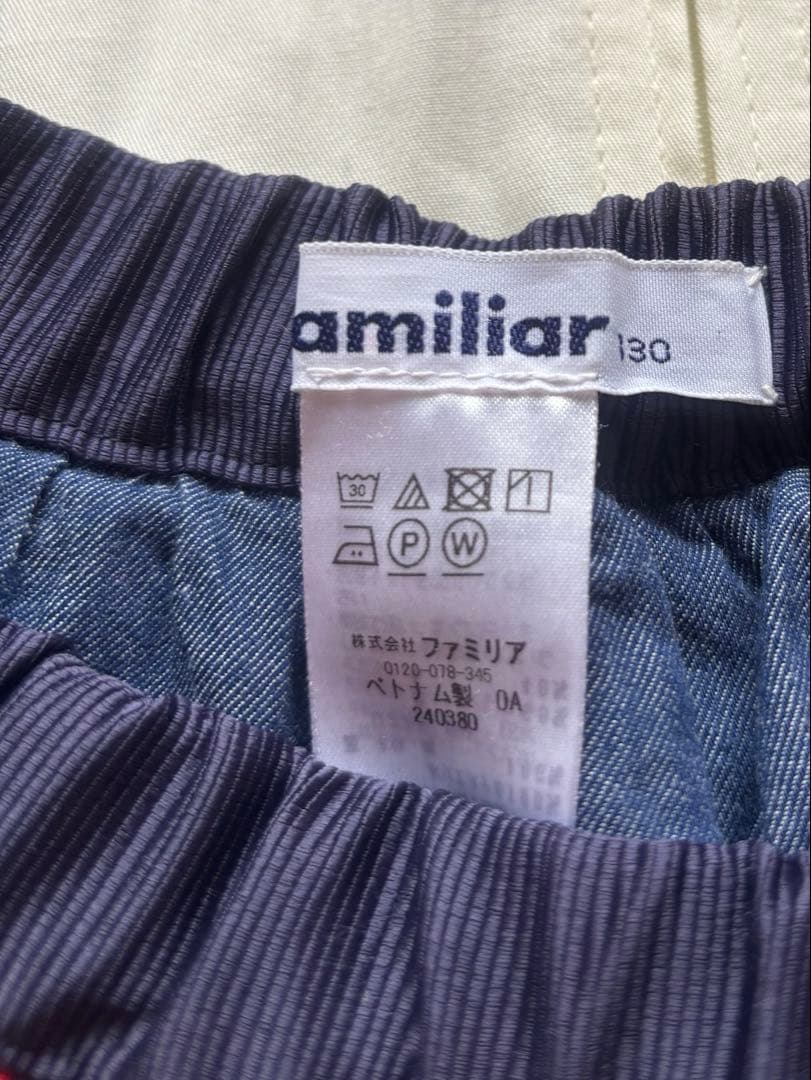 amiliar 130
30
P W
株式会社 ファミリア
0120-078-345
ベトナム製 0A
240380